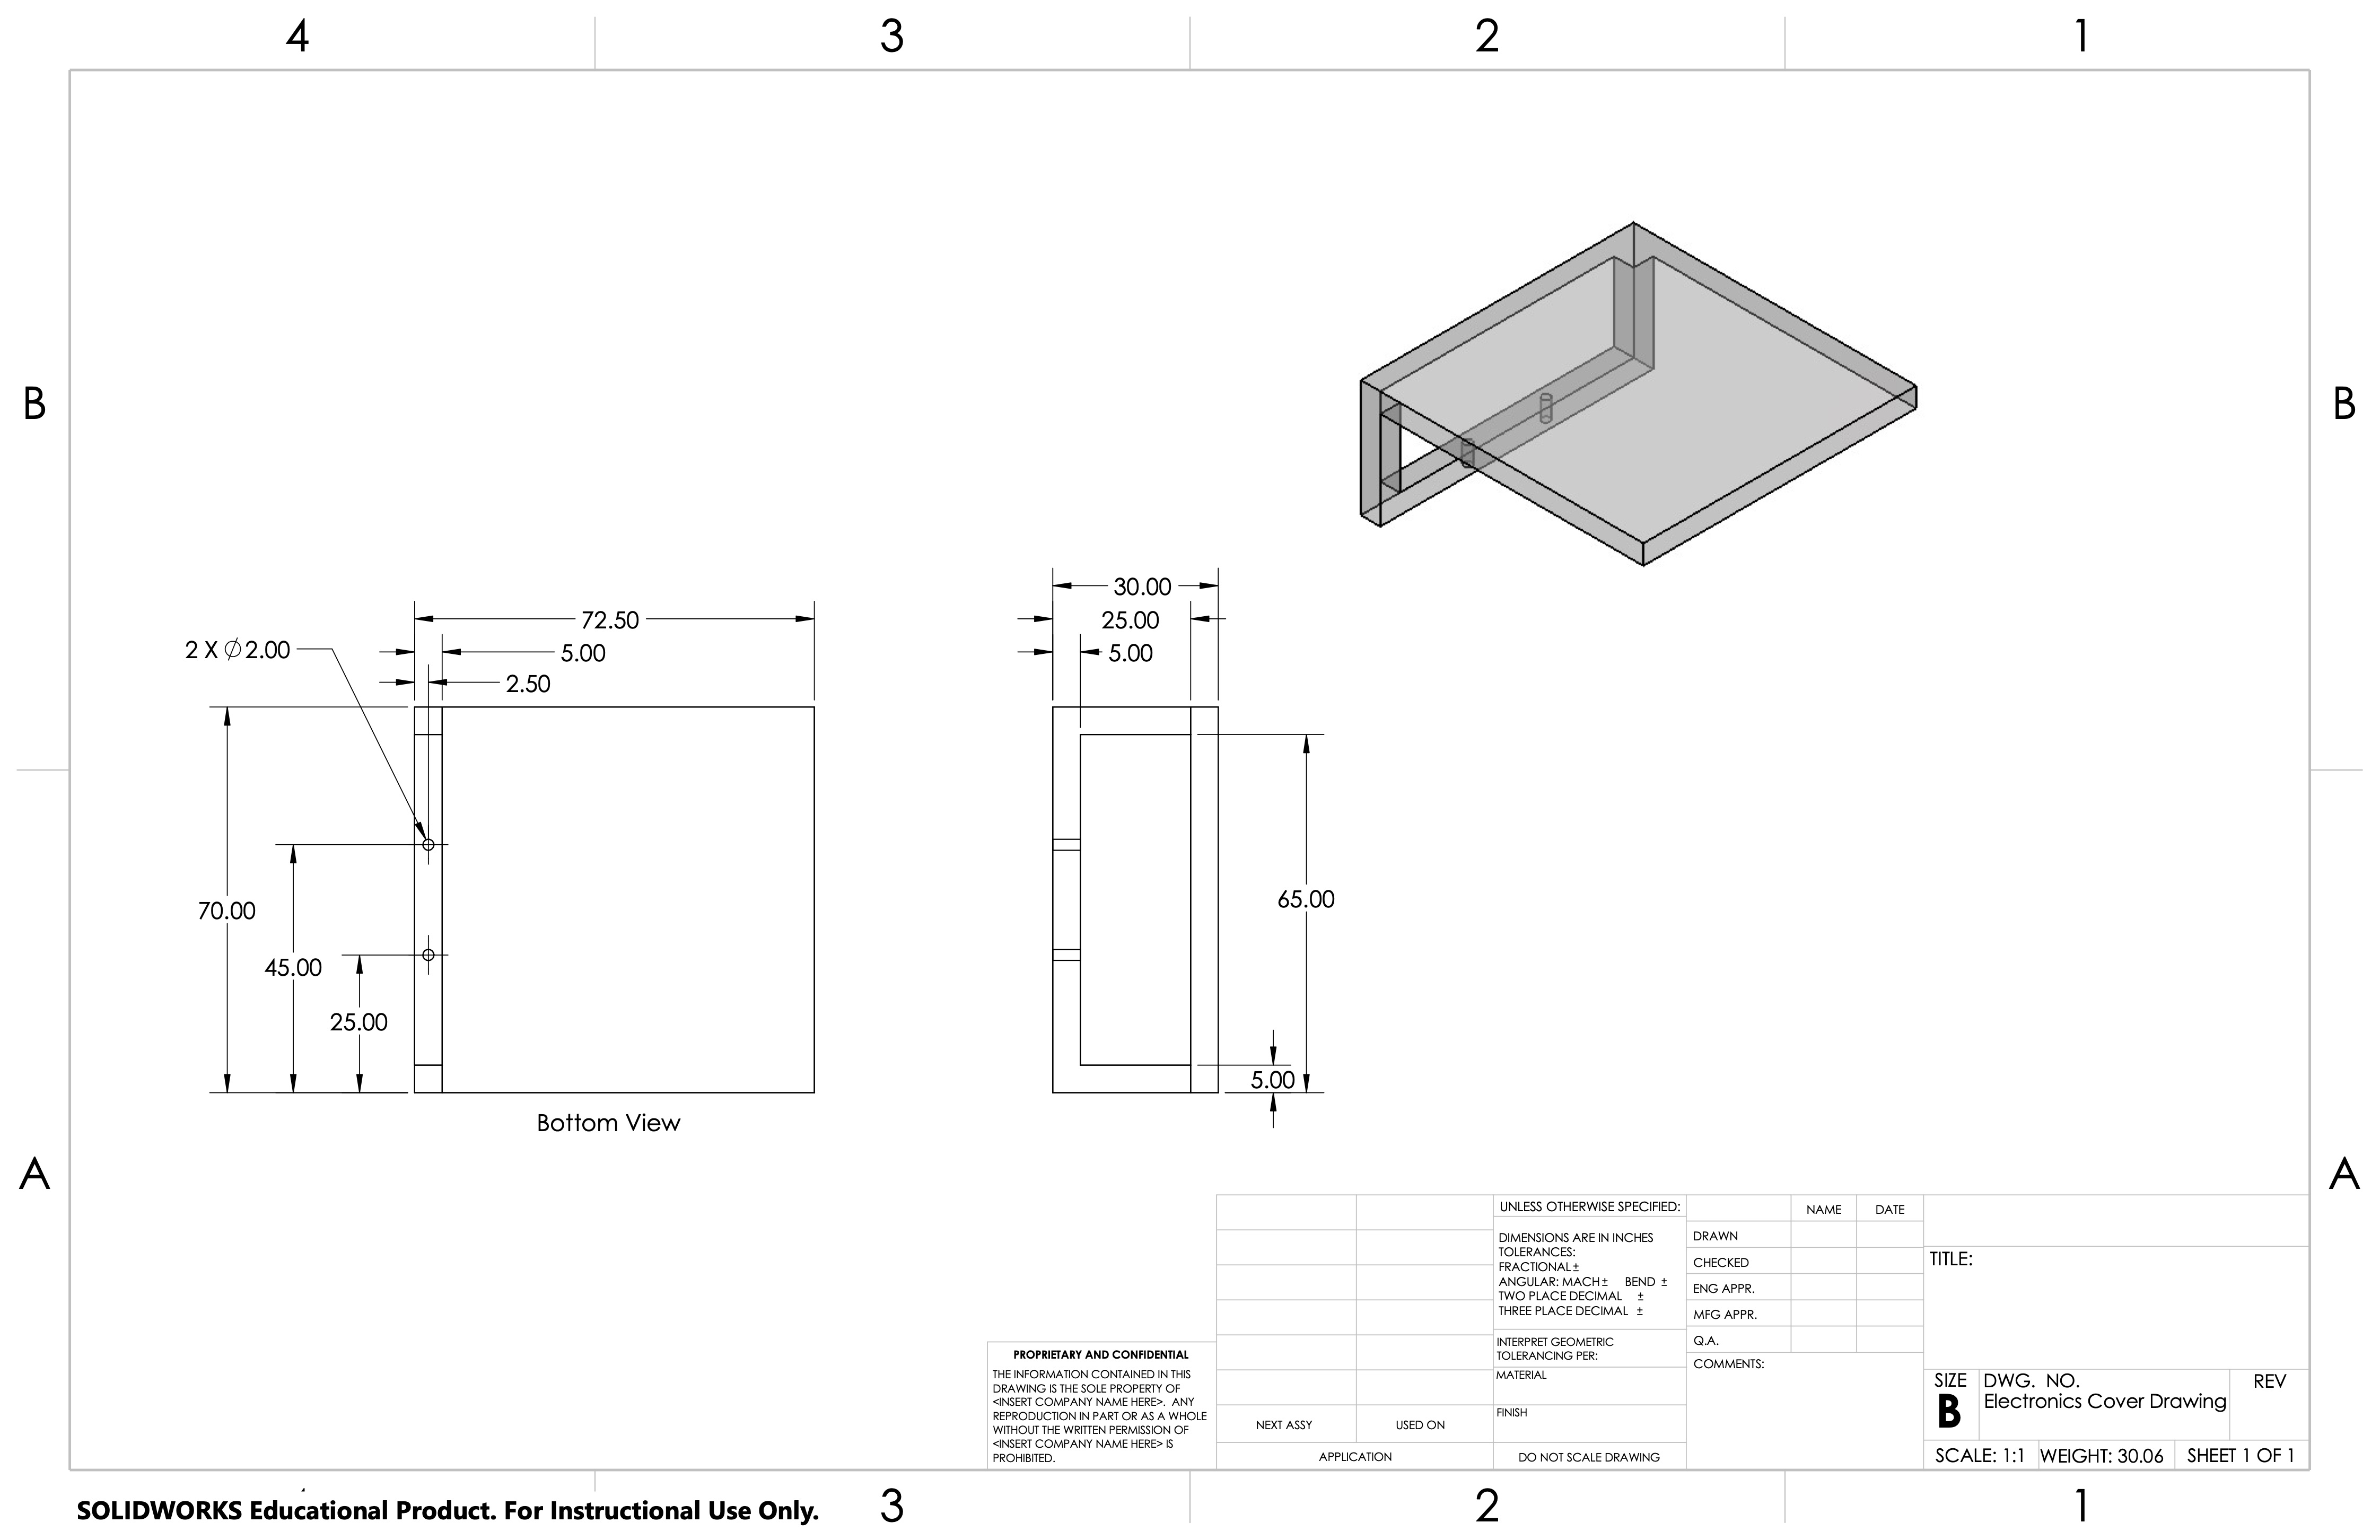 4 3 2 1
B B
30.00
72.50 25.00
2 X ∅2.00 5.00 5.00
2.50
65.00
70.00
45.00
25.00
5.00
Bottom View
A A
UNLESS OTHERWISE SPECIFIED:
DIMENSIONS ARE IN INCHES
TOLERANCES:
FRACTIONAL ±
ANGULAR: MACH ± BEND ±
TWO PLACE DECIMAL ±
THREE PLACE DECIMAL ±
INTERPRET GEOMETRIC
TOLERANCING PER:
MATERIAL
FINISH
DO NOT SCALE DRAWING
NAME DATE
DRAWN
CHECKED
ENG APPR.
MFG APPR.
Q.A.
COMMENTS:
TITLE:
SIZE DWG. NO. REV
B Electronics Cover Drawing
SCALE: 1:1 WEIGHT: 30.06 SHEET 1 OF 1
PROPRIETARY AND CONFIDENTIAL
THE INFORMATION CONTAINED IN THIS
DRAWING IS THE SOLE PROPERTY OF
<INSERT COMPANY NAME HERE>. ANY
REPRODUCTION IN PART OR AS A WHOLE
WITHOUT THE WRITTEN PERMISSION OF
<INSERT COMPANY NAME HERE> IS
PROHIBITED.
NEXT ASSY USED ON
APPLICATION
SOLIDWORKS Educational Product. For Instructional Use Only.
3 2 1